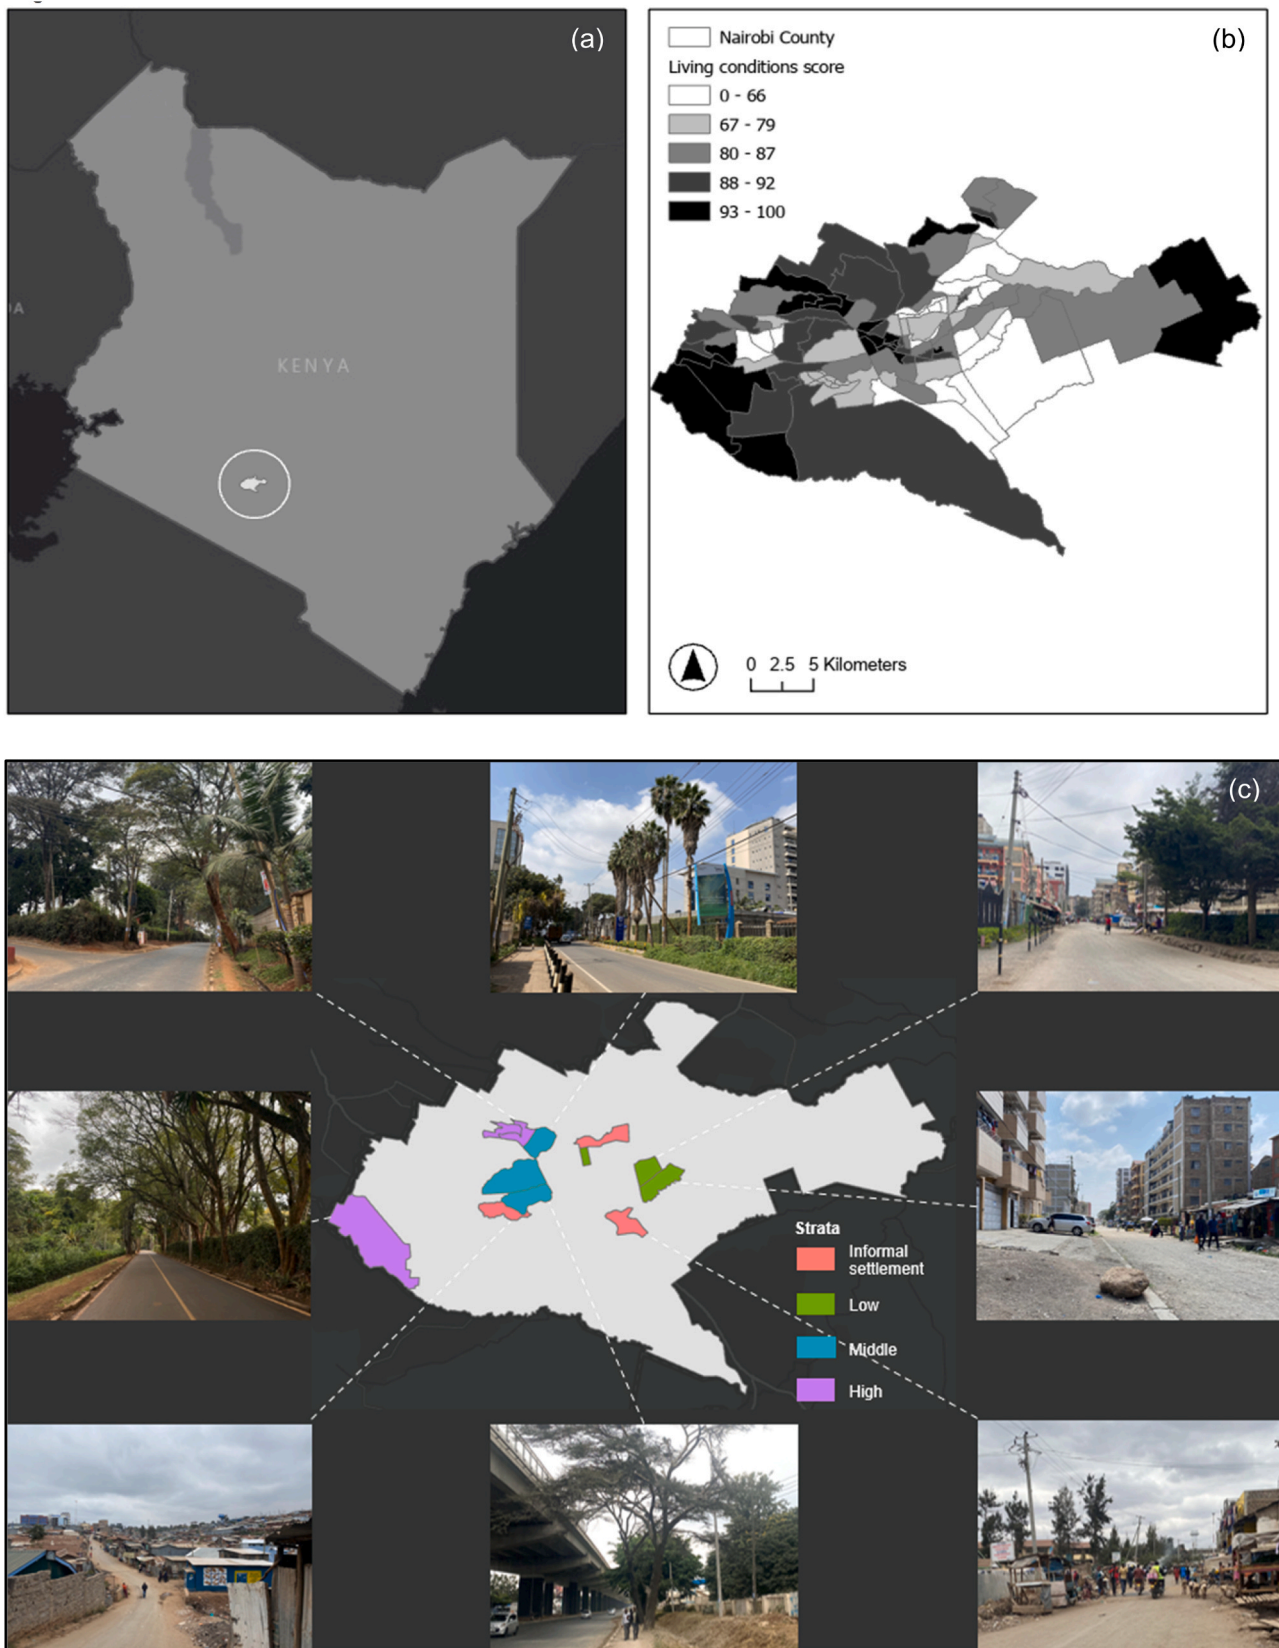 (a)
DA
KENYA
(b)
Nairobi County
Living conditions score
0 - 66
67 - 79
80 - 87
88 - 92
93 - 100
0 2.5 5 Kilometers
(c)
Strata
Informal
settlement
Low
Middle
High